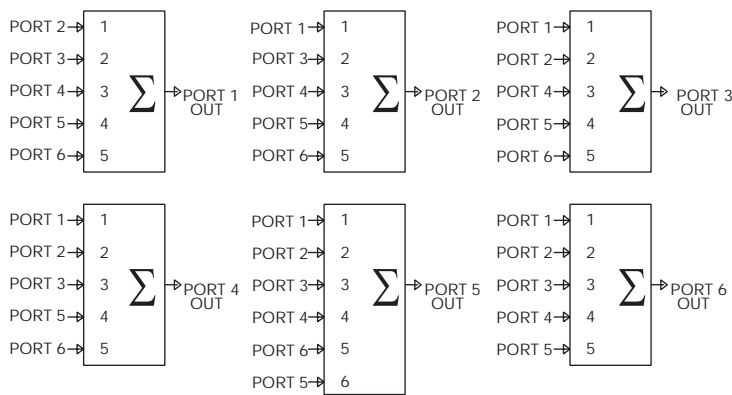 PORT 2 1
PORT 3 2
PORT 4 3
PORT 5 4
PORT 6 5
Σ
PORT 1
OUT
PORT 1 1
PORT 3 2
PORT 4 3
PORT 5 4
PORT 6 5
Σ
PORT 2
OUT
PORT 1 1
PORT 2 2
PORT 4 3
PORT 5 4
PORT 6 5
Σ
PORT 3
OUT
PORT 1 1
PORT 2 2
PORT 3 3
PORT 5 4
PORT 6 5
Σ
PORT 4
OUT
PORT 1 1
PORT 2 2
PORT 3 3
PORT 4 4
PORT 6 5
PORT 5 6
Σ
PORT 5
OUT
PORT 1 1
PORT 2 2
PORT 3 3
PORT 4 4
PORT 5 5
Σ
PORT 6
OUT